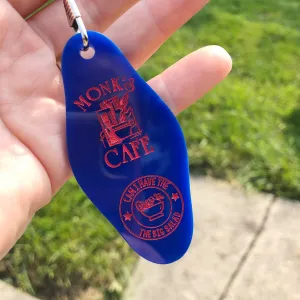 MONK'S
CAFE
CAN I HAVE THE
THE BIG SALAD